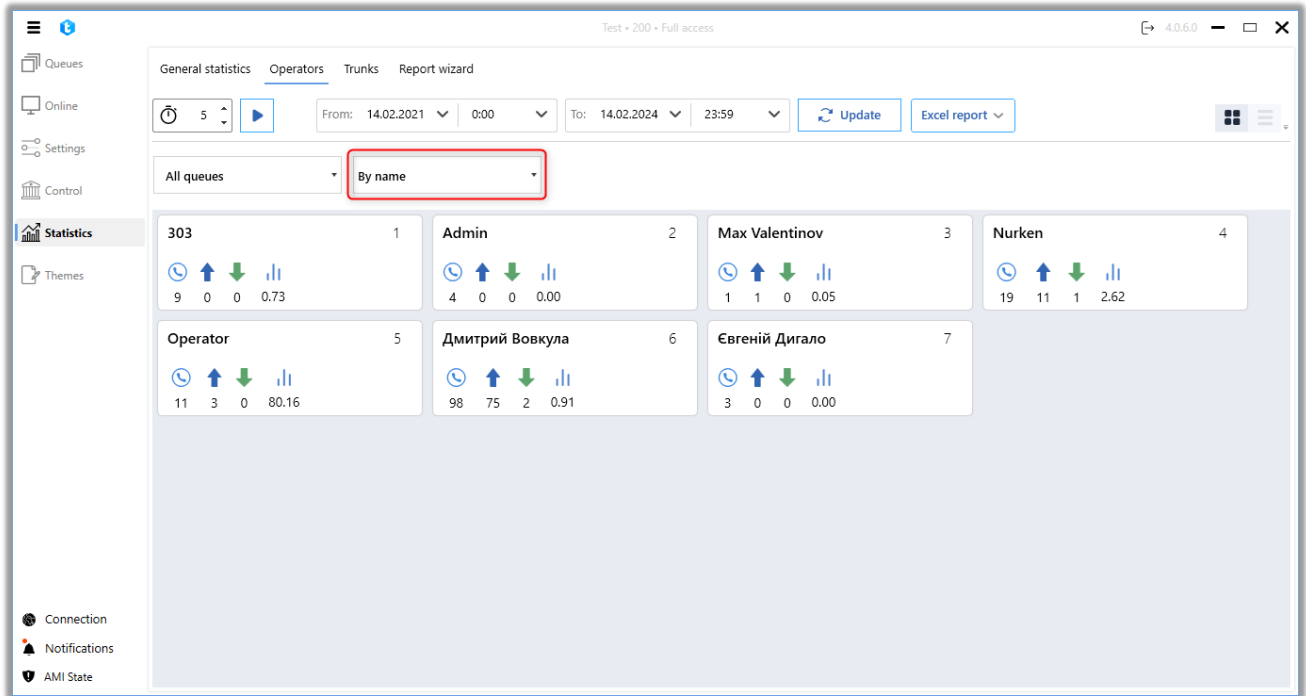 Test • 200 • Full access
4.0.6.0
Queues
Online
Settings
Control
Statistics
Themes
Connection
Notifications
AMI State
General statistics Operators Trunks Report wizard
5 From: 14.02.2021 0:00 To: 14.02.2024 23:59 Update Excel report
All queues By name
303 1
9 0 0 0.73
Admin 2
4 0 0 0.00
Max Valentinov 3
1 1 0 0.05
Nurken 4
19 11 1 2.62
Operator 5
11 3 0 80.16
Дмитрий Вовкула 6
98 75 2 0.91
Євгеній Дигало 7
3 0 0 0.00